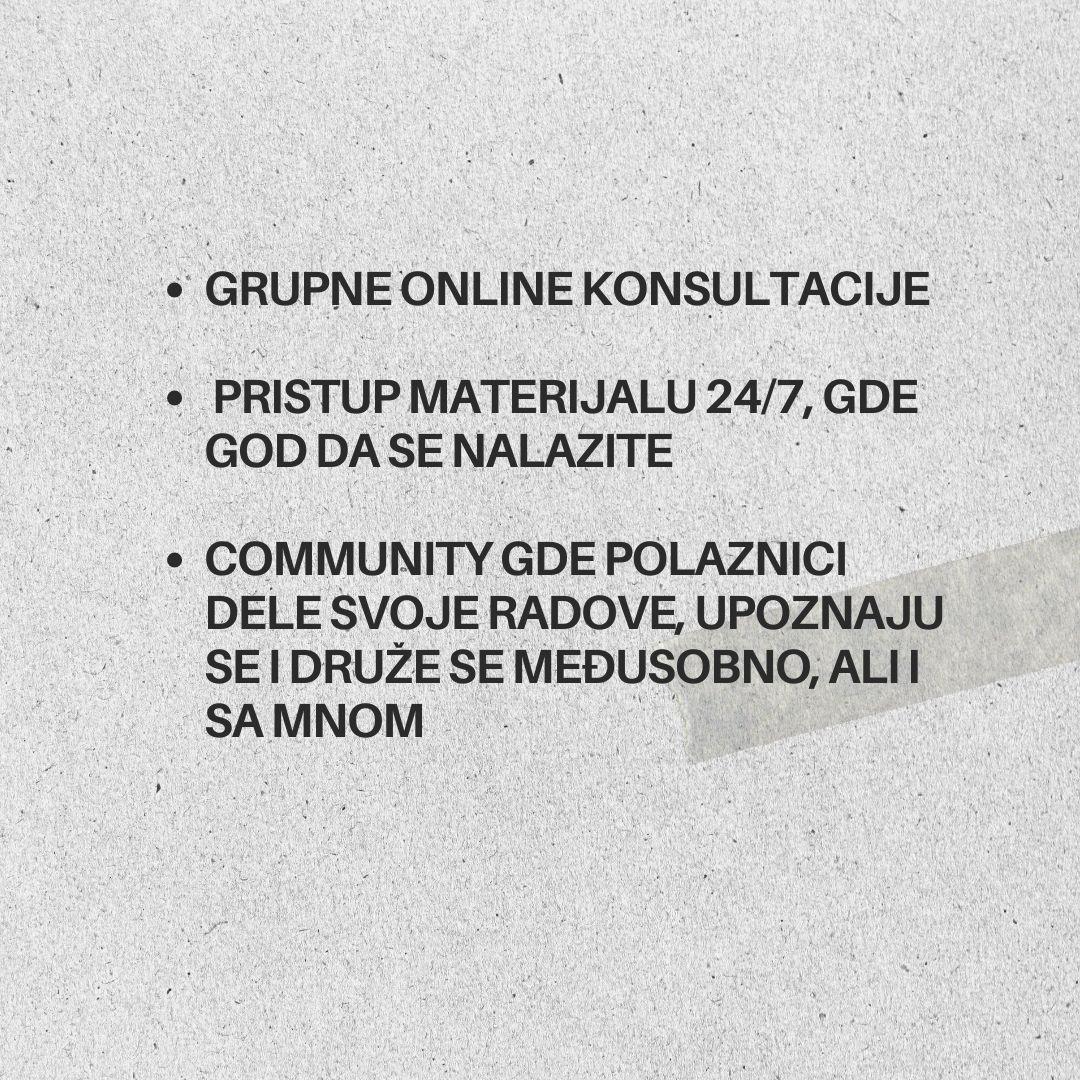 • GRUPNE ONLINE KONSULTACIJE
• PRISTUP MATERIJALU 24/7, GDE
GOD DA SE NALAZITE
• COMMUNITY GDE POLAZNICI
DELE SVOJE RADOVE, UPOZNAJU
SE I DRUŽE SE MEĐUSOBNO, ALI I
SA MNOM